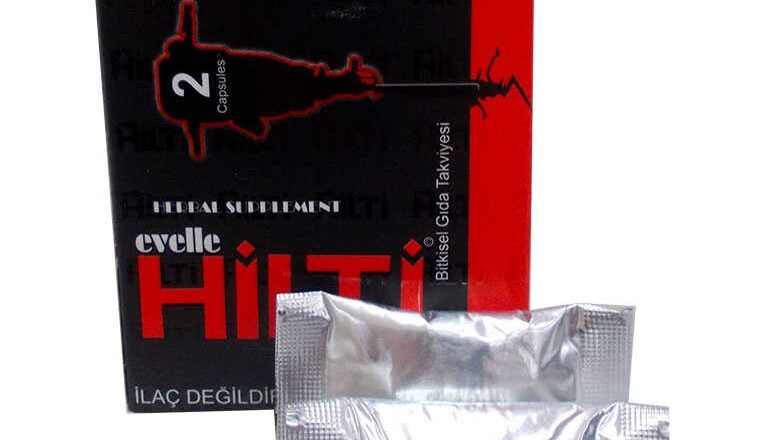 2
Capsules
HERBAL SUPPLEMENT
evelle
HiLTi
©
Bitkisel Gıda Takviyesi
İLAÇ DEĞİLDİR